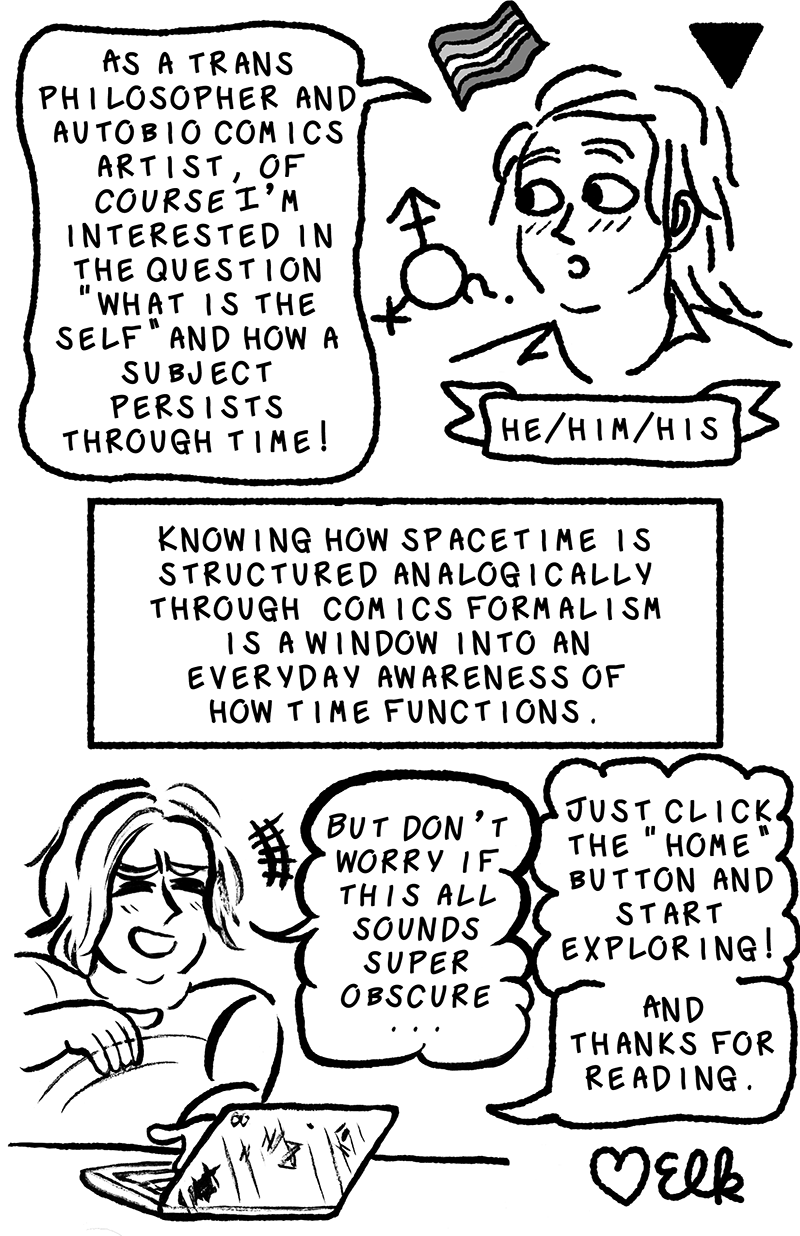 AS A TRANS
PHILOSOPHER AND
AUTOBIO COMICS
ARTIST, OF
COURSE I'M
INTERESTED IN
THE QUESTION
"WHAT IS THE
SELF" AND HOW A
SUBJECT
PERSISTS
THROUGH TIME!
HE/HIM/HIS
KNOWING HOW SPACETIME IS
STRUCTURED ANALOGICALLY
THROUGH COMICS FORMALISM
IS A WINDOW INTO AN
EVERYDAY AWARENESS OF
HOW TIME FUNCTIONS.
BUT DON'T
WORRY IF
THIS ALL
SOUNDS
SUPER
OBSCURE
...
JUST CLICK
THE "HOME"
BUTTON AND
START
EXPLORING!
AND
THANKS FOR
READING.
Elk